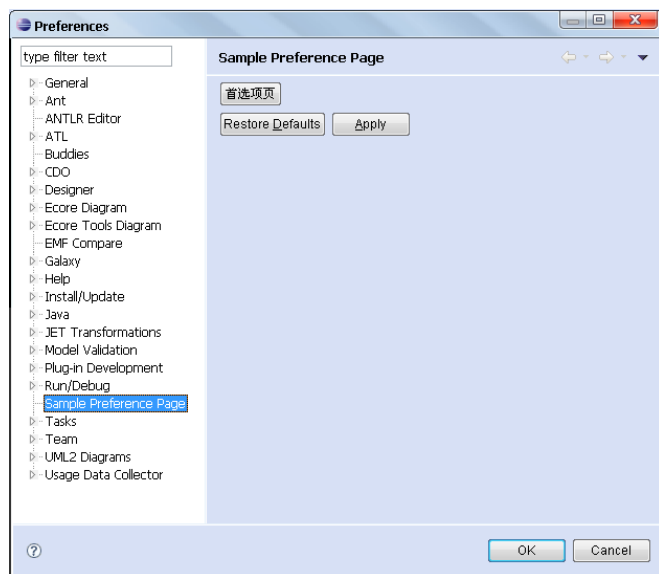 Preferences
type filter text
Sample Preference Page
General
Ant
ANTLR Editor
ATL
Buddies
CDO
Designer
Ecore Diagram
Ecore Tools Diagram
EMF Compare
Galaxy
Help
Install/Update
Java
JET Transformations
Model Validation
Plug-in Development
Run/Debug
Sample Preference Page
Tasks
Team
UML2 Diagrams
Usage Data Collector
首选项页
Restore Defaults Apply
? OK Cancel